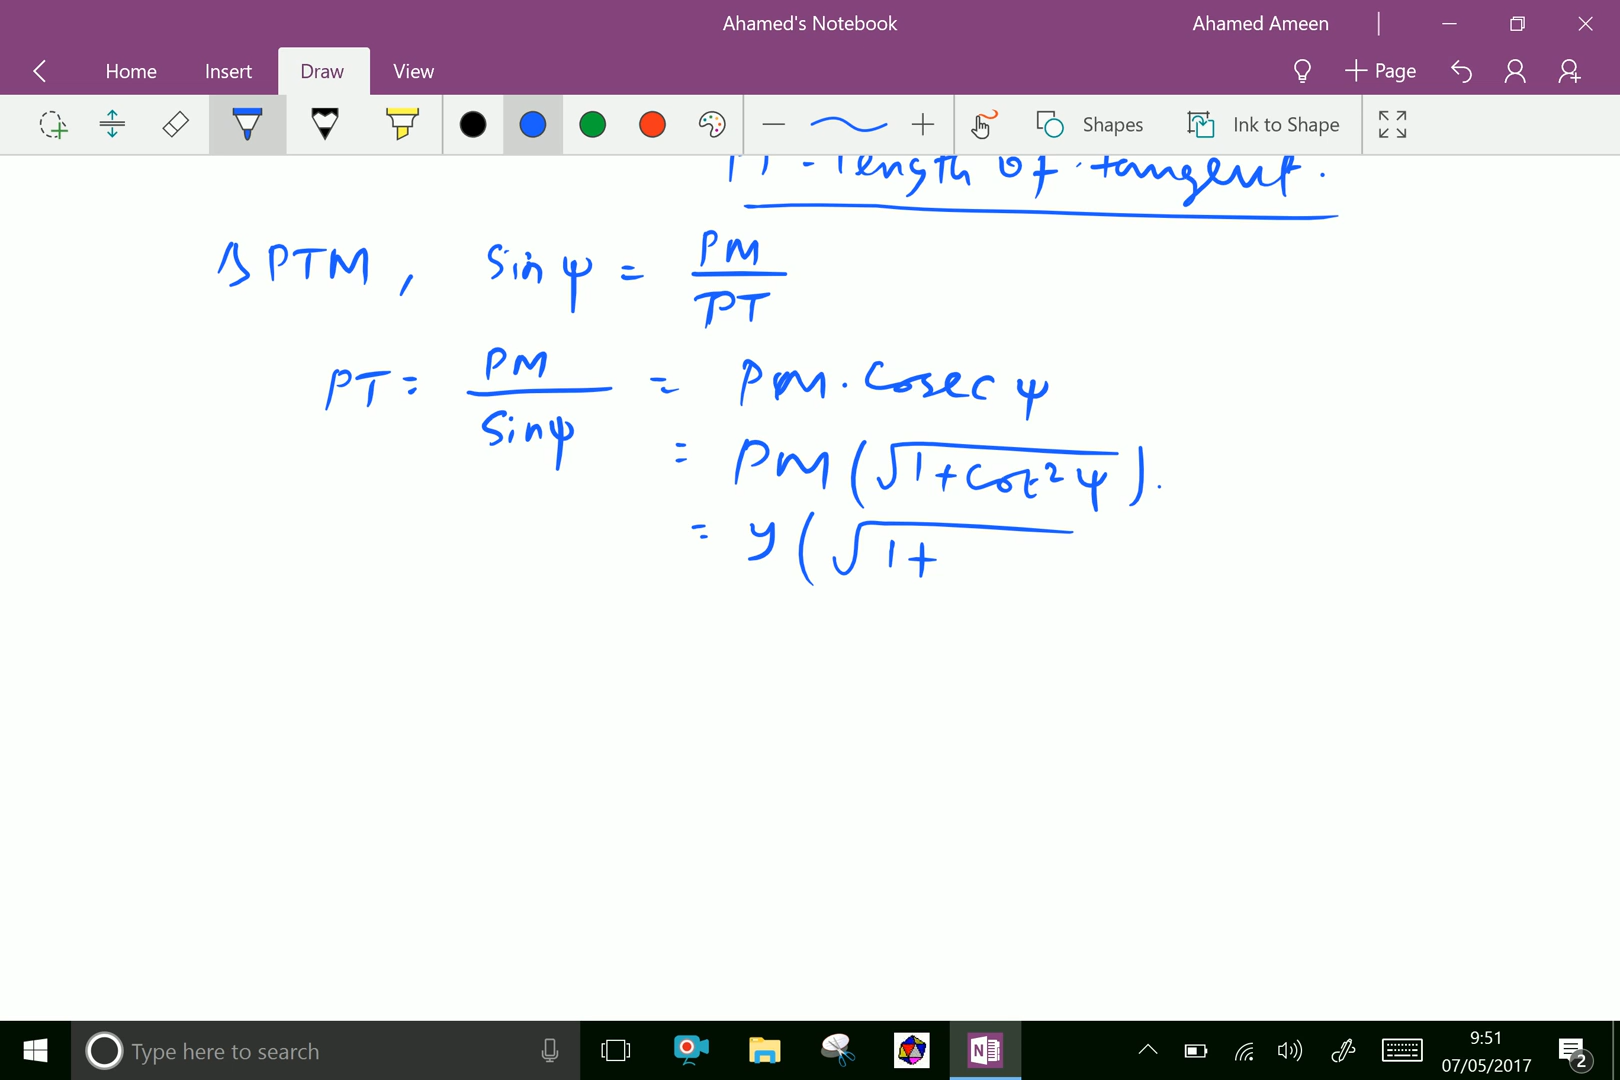 Ahamed's Notebook
Ahamed Ameen
Home Insert Draw View
Page
Shapes
Ink to Shape
PT = length of tangent.
Δ PTM, Sin ψ = PM/PT
PT = PM/Sinψ = PM . Cosec ψ
= PM (√1+Cot²ψ).
= y (√1+
Type here to search
N
9:51
07/05/2017
2